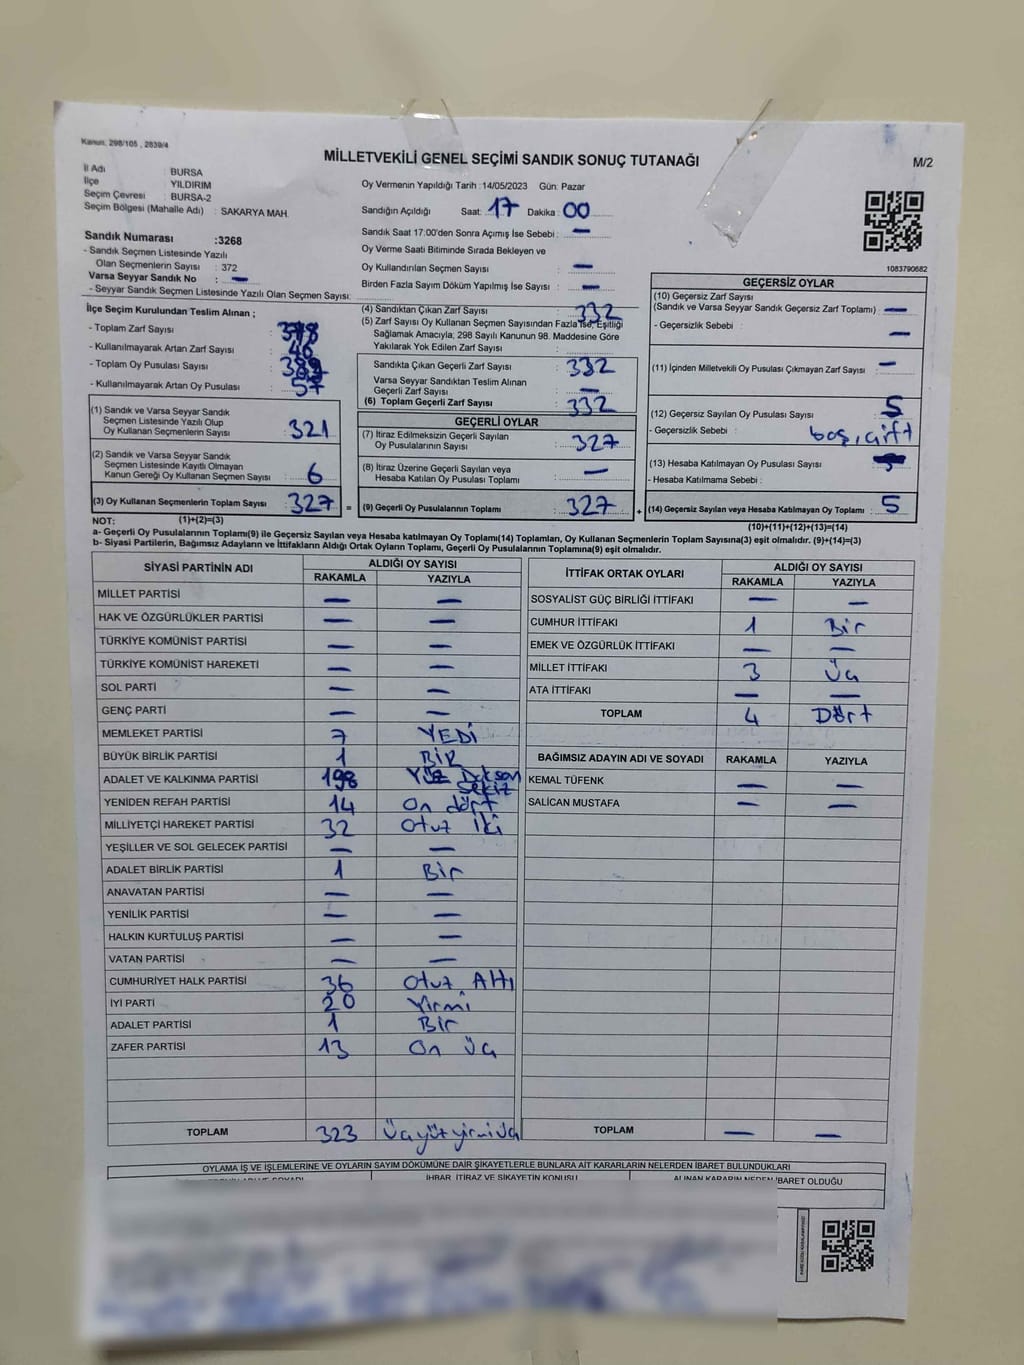 Kanun, 298/105 , 2839/4
MİLLETVEKİLİ GENEL SEÇİMİ SANDIK SONUÇ TUTANAĞI
M/2
İl Adı : BURSA
İlçe : YILDIRIM
Seçim Çevresi : BURSA-2
Seçim Bölgesi (Mahalle Adı) : SAKARYA MAH.
Oy Vermenin Yapıldığı Tarih :14/05/2023 Gün: Pazar
Sandığın Açıldığı Saat: 17 Dakika: 00
Sandık Saat 17:00'den Sonra Açımış İse Sebebi : —
Oy Verme Saati Bitiminde Sırada Bekleyen ve
Oy Kullandırılan Seçmen Sayısı : —
Birden Fazla Sayım Döküm Yapılmış İse Sayısı : —
1083790682
Sandık Numarası :3268
- Sandık Seçmen Listesinde Yazılı
Olan Seçmenlerin Sayısı : 372
Varsa Seyyar Sandık No : —
- Seyyar Sandık Seçmen Listesinde Yazılı Olan Seçmen Sayısı:
İlçe Seçim Kurulundan Teslim Alınan ;
- Toplam Zarf Sayısı :
- Kullanılmayarak Artan Zarf Sayısı : 46
- Toplam Oy Pusulası Sayısı :
- Kullanılmayarak Artan Oy Pusulası : 57
(1) Sandık ve Varsa Seyyar Sandık
Seçmen Listesinde Yazılı Olup
Oy Kullanan Seçmenlerin Sayısı : 321
(2) Sandık ve Varsa Seyyar Sandık
Seçmen Listesinde Kayıtlı Olmayan
Kanun Gereği Oy Kullanan Seçmen Sayısı : 6
(3) Oy Kullanan Seçmenlerin Toplam Sayısı : 327 =
(4) Sandıktan Çıkan Zarf Sayısı : 332
(5) Zarf Sayısı Oy Kullanan Seçmen Sayısından Fazla İse, Eşitliği
Sağlamak Amacıyla, 298 Sayılı Kanunun 98. Maddesine Göre
Yakılarak Yok Edilen Zarf Sayısı :
Sandıkta Çıkan Geçerli Zarf Sayısı : 332
Varsa Seyyar Sandıktan Teslim Alınan
Geçerli Zarf Sayısı : —
(6) Toplam Geçerli Zarf Sayısı : 332
GEÇERLİ OYLAR
(7) İtiraz Edilmeksizin Geçerli Sayılan
Oy Pusulalarının Sayısı : 327
(8) İtiraz Üzerine Geçerli Sayılan veya
Hesaba Katılan Oy Pusulası Toplamı : —
(9) Geçerli Oy Pusulalarının Toplamı : 327 +
GEÇERSİZ OYLAR
(10) Geçersiz Zarf Sayısı
(Sandık ve Varsa Seyyar Sandık Geçersiz Zarf Toplamı) : —
- Geçersizlik Sebebi : —
(11) İçinden Milletvekili Oy Pusulası Çıkmayan Zarf Sayısı : —
(12) Geçersiz Sayılan Oy Pusulası Sayısı : 5
- Geçersizlik Sebebi : boş, çift
(13) Hesaba Katılmayan Oy Pusulası Sayısı :
- Hesaba Katılmama Sebebi :
(14) Geçersiz Sayılan veya Hesaba Katılmayan Oy Toplamı : 5
NOT: (1)+(2)=(3)
(10)+(11)+(12)+(13)=(14)
a- Geçerli Oy Pusulalarının Toplamı(9) ile Geçersiz Sayılan veya Hesaba katılmayan Oy Toplamı(14) Toplamları, Oy Kullanan Seçmenlerin Toplam Sayısına(3) eşit olmalıdır. (9)+(14)=(3)
b- Siyasi Partilerin, Bağımsız Adayların ve İttifakların Aldığı Ortak Oyların Toplamı, Geçerli Oy Pusulalarının Toplamına(9) eşit olmalıdır.
SİYASİ PARTİNİN ADI ALDIĞI OY SAYISI
RAKAMLA YAZIYLA
MİLLET PARTİSİ — —
HAK VE ÖZGÜRLÜKLER PARTİSİ — —
TÜRKİYE KOMÜNİST PARTİSİ — —
TÜRKİYE KOMÜNİST HAREKETİ — —
SOL PARTİ — —
GENÇ PARTİ — —
MEMLEKET PARTİSİ 7 YEDİ
BÜYÜK BİRLİK PARTİSİ 1 BİR
ADALET VE KALKINMA PARTİSİ 198 Yüz Doksan Sekiz
YENİDEN REFAH PARTİSİ 14 On dört
MİLLİYETÇİ HAREKET PARTİSİ 32 Otuz İki
YEŞİLLER VE SOL GELECEK PARTİSİ — —
ADALET BİRLİK PARTİSİ 1 Bir
ANAVATAN PARTİSİ — —
YENİLİK PARTİSİ — —
HALKIN KURTULUŞ PARTİSİ — —
VATAN PARTİSİ — —
CUMHURİYET HALK PARTİSİ 36 Otuz Altı
İYİ PARTİ 20 Yirmi
ADALET PARTİSİ 1 Bir
ZAFER PARTİSİ 13 On üç
TOPLAM 323 Üçyüzyirmiüç
İTTİFAK ORTAK OYLARI ALDIĞI OY SAYISI
RAKAMLA YAZIYLA
SOSYALİST GÜÇ BİRLİĞİ İTTİFAKI — —
CUMHUR İTTİFAKI 1 Bir
EMEK VE ÖZGÜRLÜK İTTİFAKI — —
MİLLET İTTİFAKI 3 Üç
ATA İTTİFAKI — —
TOPLAM 4 Dört
BAĞIMSIZ ADAYIN ADI VE SOYADI RAKAMLA YAZIYLA
KEMAL TÜFENK — —
SALİCAN MUSTAFA — —
TOPLAM — —
OYLAMA İŞ VE İŞLEMLERİNE VE OYLARIN SAYIM DÖKÜMÜNE DAİR ŞİKAYETLERLE BUNLARA AİT KARARLARIN NELERDEN İBARET BULUNDUKLARI
İHBAR, İTİRAZ VE ŞİKAYETİN KONUSU
ALINAN KARARIN NEDEN İBARET OLDUĞU